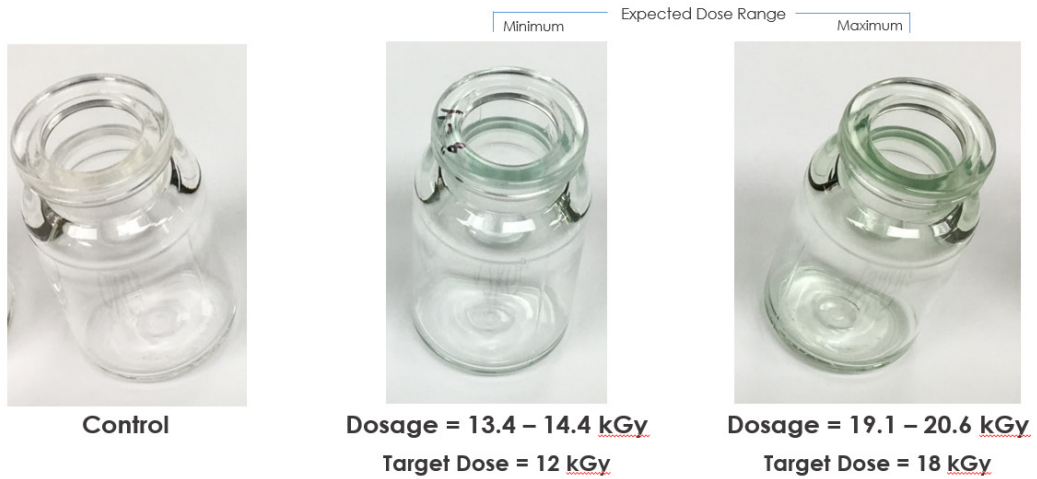 Expected Dose Range
Minimum
Maximum
Control
Dosage = 13.4 – 14.4 kGy
Target Dose = 12 kGy
Dosage = 19.1 – 20.6 kGy
Target Dose = 18 kGy